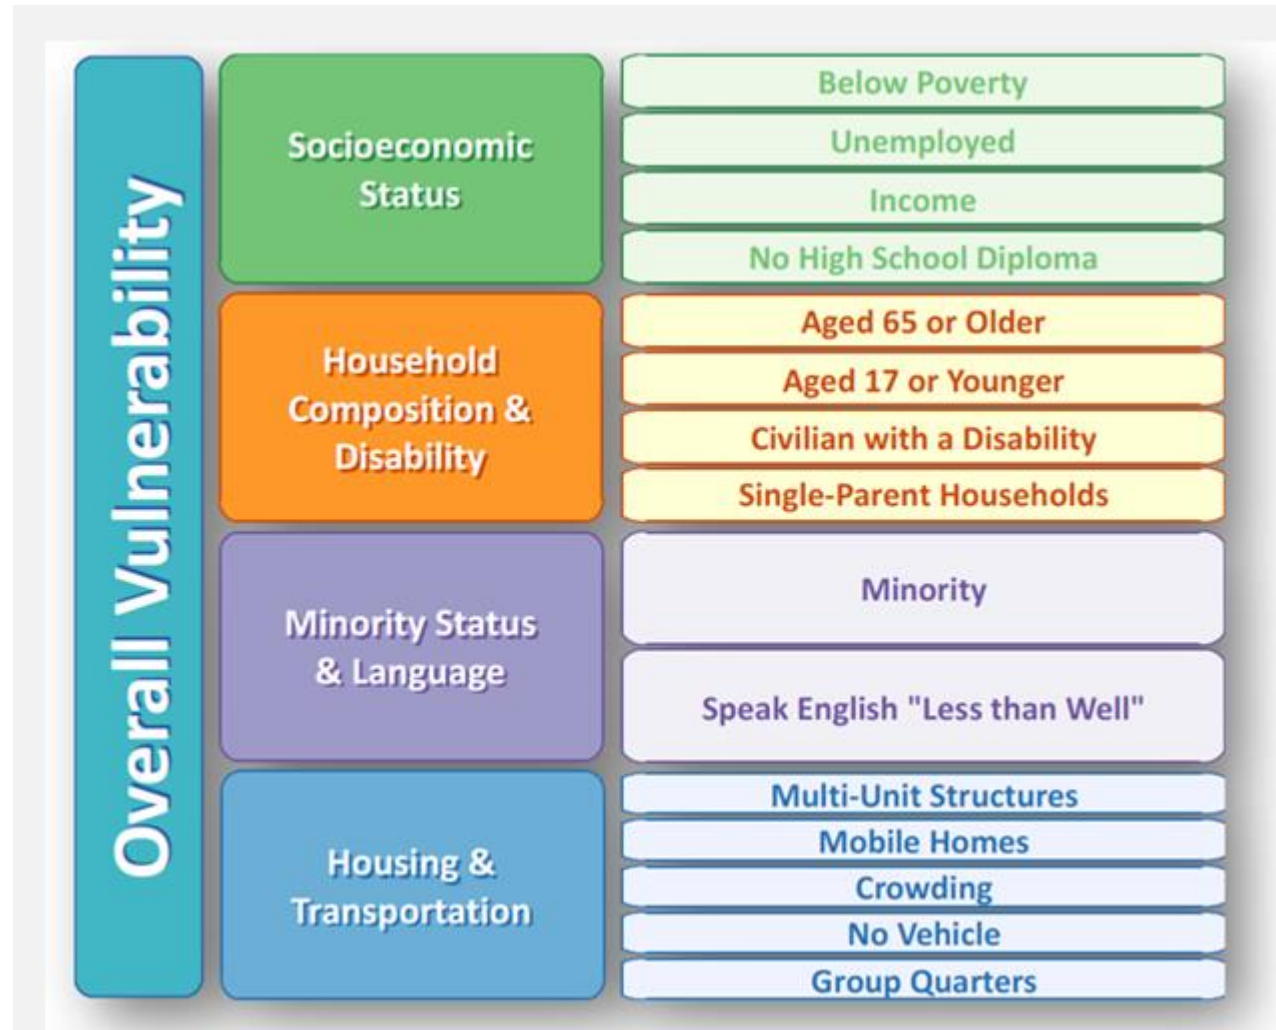 Overall Vulnerability
Socioeconomic
Status
Below Poverty
Unemployed
Income
No High School Diploma
Household
Composition &
Disability
Aged 65 or Older
Aged 17 or Younger
Civilian with a Disability
Single-Parent Households
Minority Status
& Language
Minority
Speak English "Less than Well"
Housing &
Transportation
Multi-Unit Structures
Mobile Homes
Crowding
No Vehicle
Group Quarters